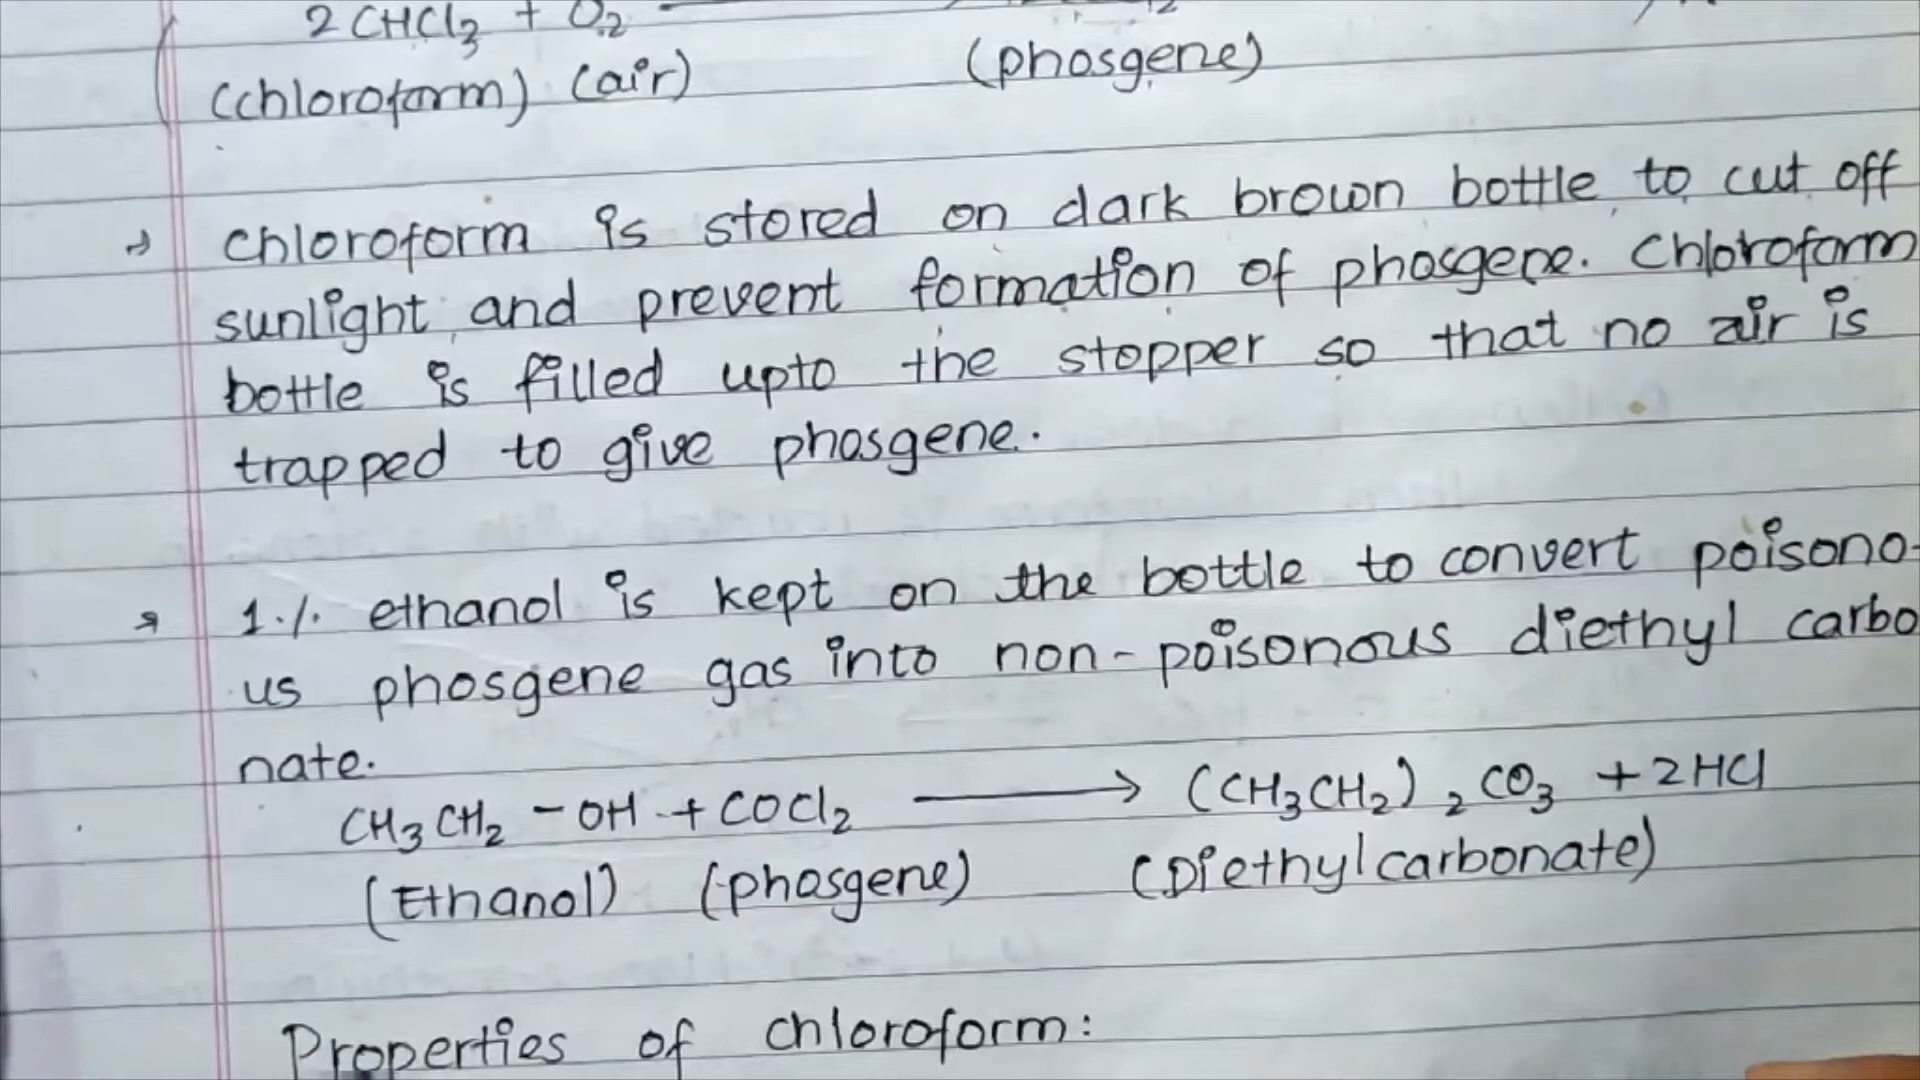 2 CHCl₃ + O₂
(chloroform) (air) (phosgene)
→ chloroform is stored on dark brown bottle to cut off
sunlight and prevent formation of phosgene. Chloroform
bottle is filled upto the stopper so that no air is
trapped to give phosgene.
→ 1.%. ethanol is kept on the bottle to convert poisono-
us phosgene gas into non-poisonous diethyl carbo
nate.
CH₃CH₂-OH + COCl₂ ⟶ (CH₃CH₂)₂CO₃ + 2HCl
(Ethanol) (phosgene) (Diethylcarbonate)
Properties of chloroform: